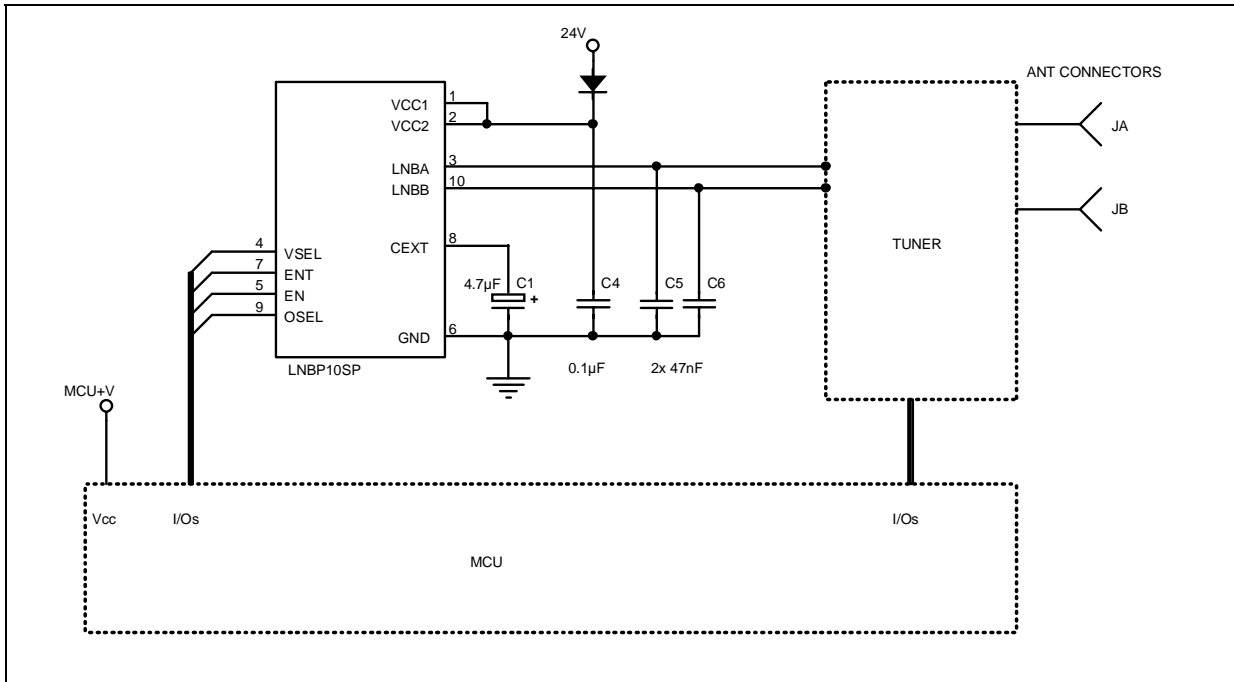 24V
ANT CONNECTORS
VCC1 1
VCC2 2
JA
LNBA 3
LNBB 10
JB
TUNER
CEXT 8
4 VSEL
7 ENT
5 EN
9 OSEL
4.7µF C1 +
C4
C5
C6
GND 6
LNBP10SP
0.1µF
2x 47nF
MCU+V
Vcc
I/Os
I/Os
MCU